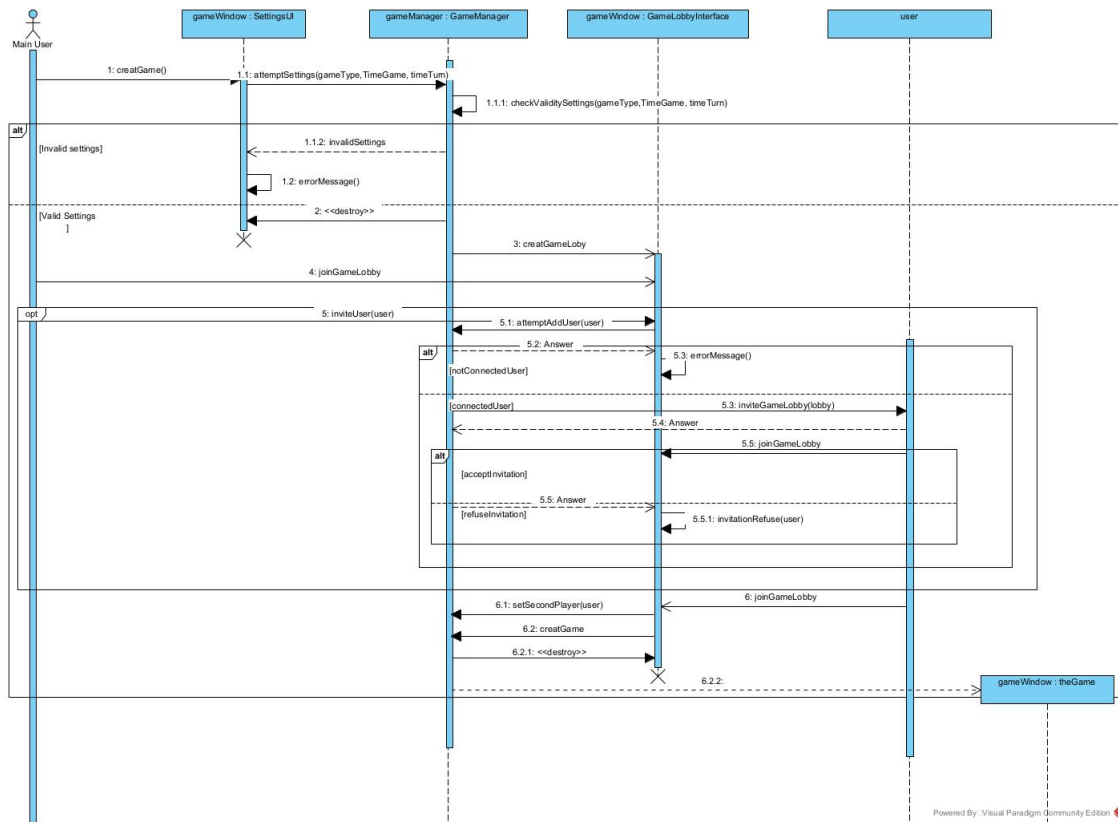 gameWindow : SettingsUI
gameManager : GameManager
gameWindow : GameLobbyInterface
user
Main User
1: creatGame()
1.1: attemptSettings(gameType,TimeGame, timeTurn)
1.1.1: checkValiditySettings(gameType,TimeGame, timeTurn)
alt
1.1.2: invalidSettings
[Invalid settings]
1.2: errorMessage()
2: <<destroy>>
[Valid Settings
]
3: creatGameLoby
4: joinGameLobby
opt
5: inviteUser(user)
5.1: attemptAddUser(user)
alt
5.2: Answer
5.3: errorMessage()
[notConnectedUser]
[connectedUser]
5.3: inviteGameLobby(lobby)
5.4: Answer
5.5: joinGameLobby
alt
[acceptInvitation]
5.5: Answer
[refuseInvitation]
5.5.1: invitationRefuse(user)
6: joinGameLobby
6.1: setSecondPlayer(user)
6.2: creatGame
6.2.1: <<destroy>>
6.2.2:
gameWindow : theGame
Powered By: Visual Paradigm Community Edition